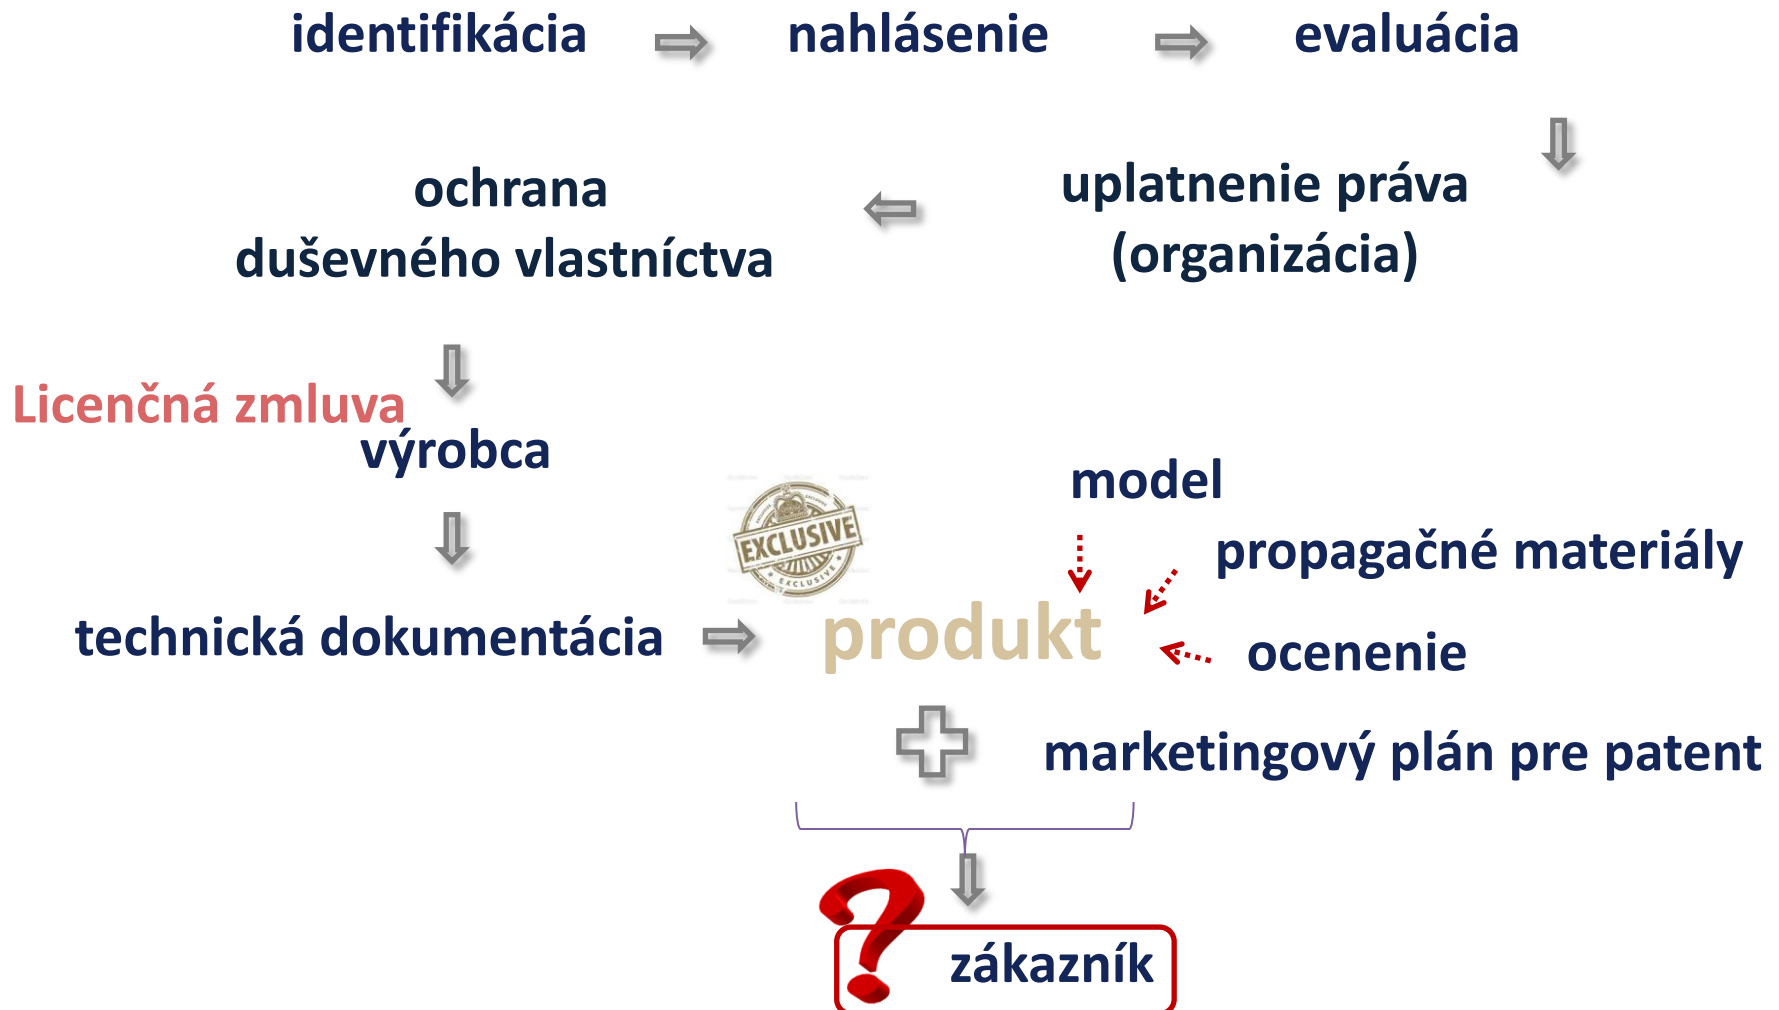 identifikácia
nahlásenie
evaluácia
uplatnenie práva
(organizácia)
ochrana
duševného vlastníctva
Licenčná zmluva
výrobca
technická dokumentácia
EXCLUSIVE
EXCLUSIVE
produkt
model
propagačné materiály
ocenenie
marketingový plán pre patent
?
zákazník